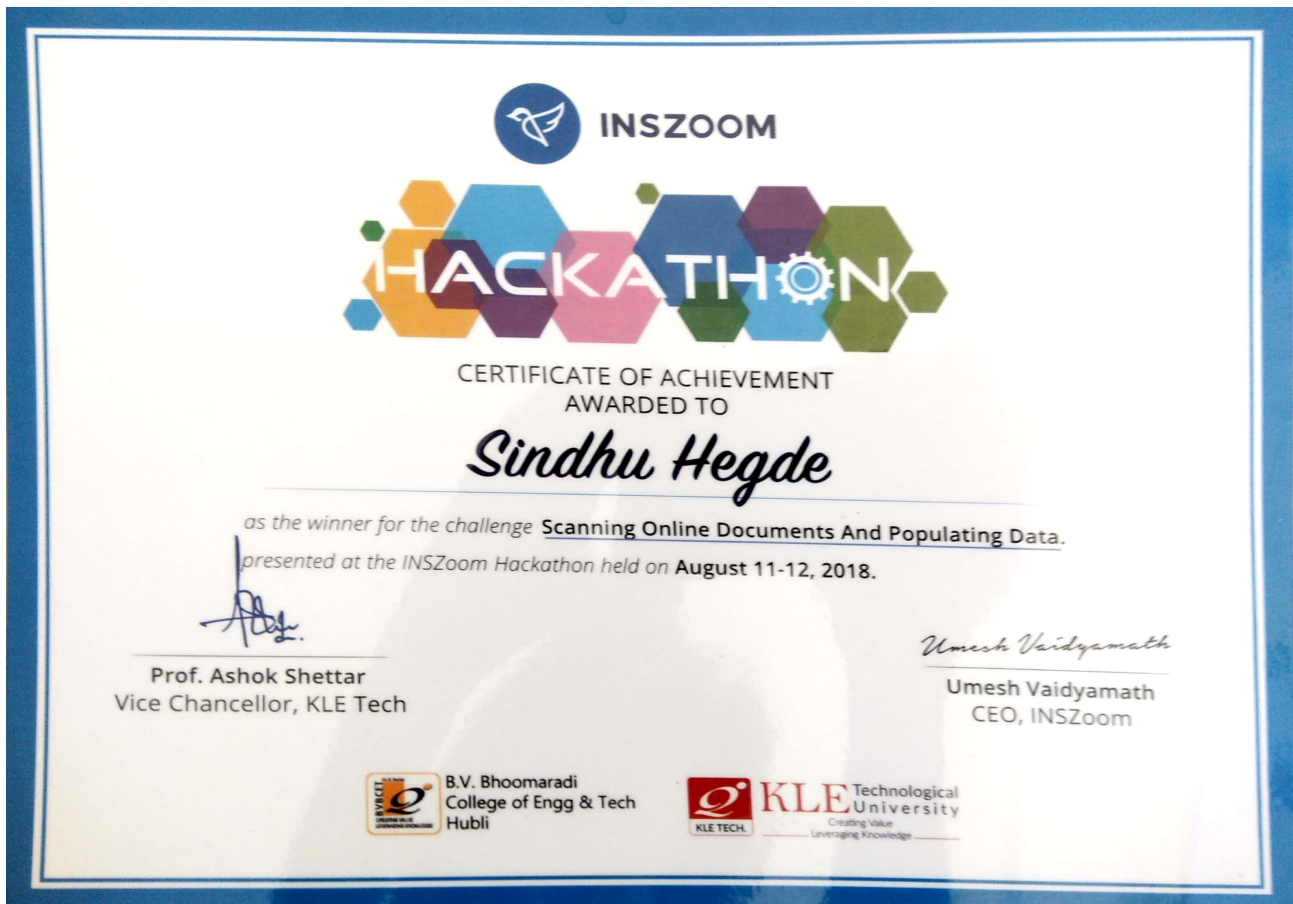 INSZOOM
HACKATHON
CERTIFICATE OF ACHIEVEMENT
AWARDED TO
Sindhu Hegde
as the winner for the challenge Scanning Online Documents And Populating Data.
presented at the INSZoom Hackathon held on August 11-12, 2018.
Umesh Vaidyamath
Prof. Ashok Shettar
Vice Chancellor, KLE Tech
Umesh Vaidyamath
CEO, INSZoom
BVBCET
B.V. Bhoomaradi
College of Engg & Tech
Hubli
KLE TECH.
KLE Technological
University
Creating Value
Leveraging Knowledge